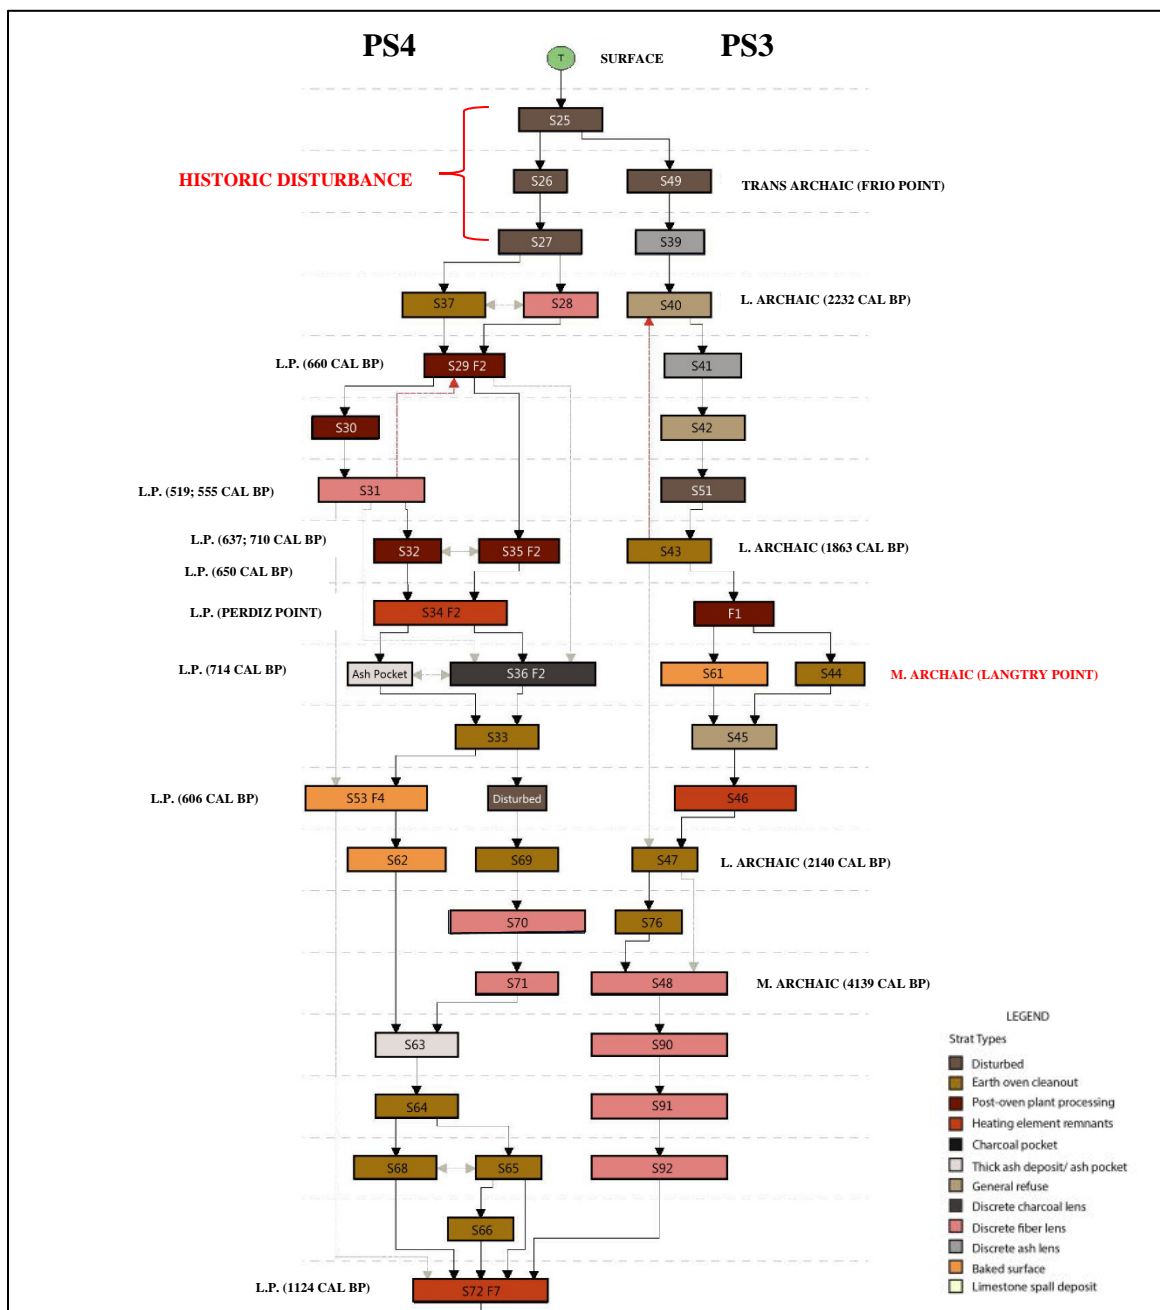 PS4 PS3
T SURFACE
S25
HISTORIC DISTURBANCE S26 S49 TRANS ARCHAIC (FRIO POINT)
S27 S39
S37 S28 S40 L. ARCHAIC (2232 CAL BP)
L.P. (660 CAL BP) S29 F2 S41
S30 S42
L.P. (519; 555 CAL BP) S31 S51
L.P. (637; 710 CAL BP) S32 S35 F2 S43 L. ARCHAIC (1863 CAL BP)
L.P. (650 CAL BP)
L.P. (PERDIZ POINT) S34 F2 F1
L.P. (714 CAL BP) Ash Pocket S36 F2 S61 S44 M. ARCHAIC (LANGTRY POINT)
S33 S45
L.P. (606 CAL BP) S53 F4 Disturbed S46
S62 S69 S47 L. ARCHAIC (2140 CAL BP)
S70 S76
S71 S48 M. ARCHAIC (4139 CAL BP)
S63 S90
S64 S91
S68 S65 S92
S66
L.P. (1124 CAL BP) S72 F7
LEGEND
Strat Types
Disturbed
Earth oven cleanout
Post-oven plant processing
Heating element remnants
Charcoal pocket
Thick ash deposit/ ash pocket
General refuse
Discrete charcoal lens
Discrete fiber lens
Discrete ash lens
Baked surface
Limestone spall deposit